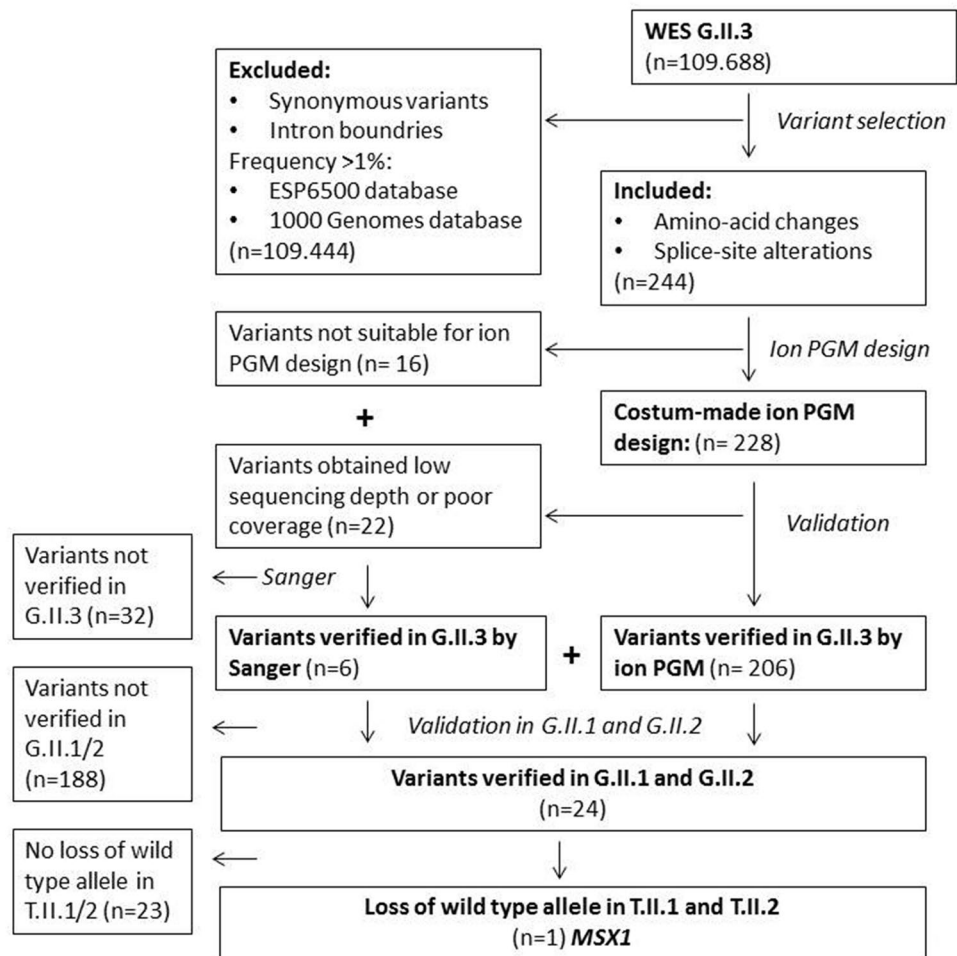 WES G.II.3
(n=109.688)
Excluded:
• Synonymous variants
• Intron boundries
Frequency >1%:
• ESP6500 database
• 1000 Genomes database
(n=109.444)
Variant selection
Included:
• Amino-acid changes
• Splice-site alterations
(n=244)
Variants not suitable for ion
PGM design (n= 16)
Ion PGM design
+
Costum-made ion PGM
design: (n= 228)
Variants obtained low
sequencing depth or poor
coverage (n=22)
Validation
Variants not
verified in
G.II.3 (n=32)
Sanger
Variants verified in G.II.3 by
Sanger (n=6)
+
Variants verified in G.II.3 by
ion PGM (n= 206)
Variants not
verified in
G.II.1/2
(n=188)
Validation in G.II.1 and G.II.2
Variants verified in G.II.1 and G.II.2
(n=24)
No loss of wild
type allele in
T.II.1/2 (n=23)
Loss of wild type allele in T.II.1 and T.II.2
(n=1) MSX1